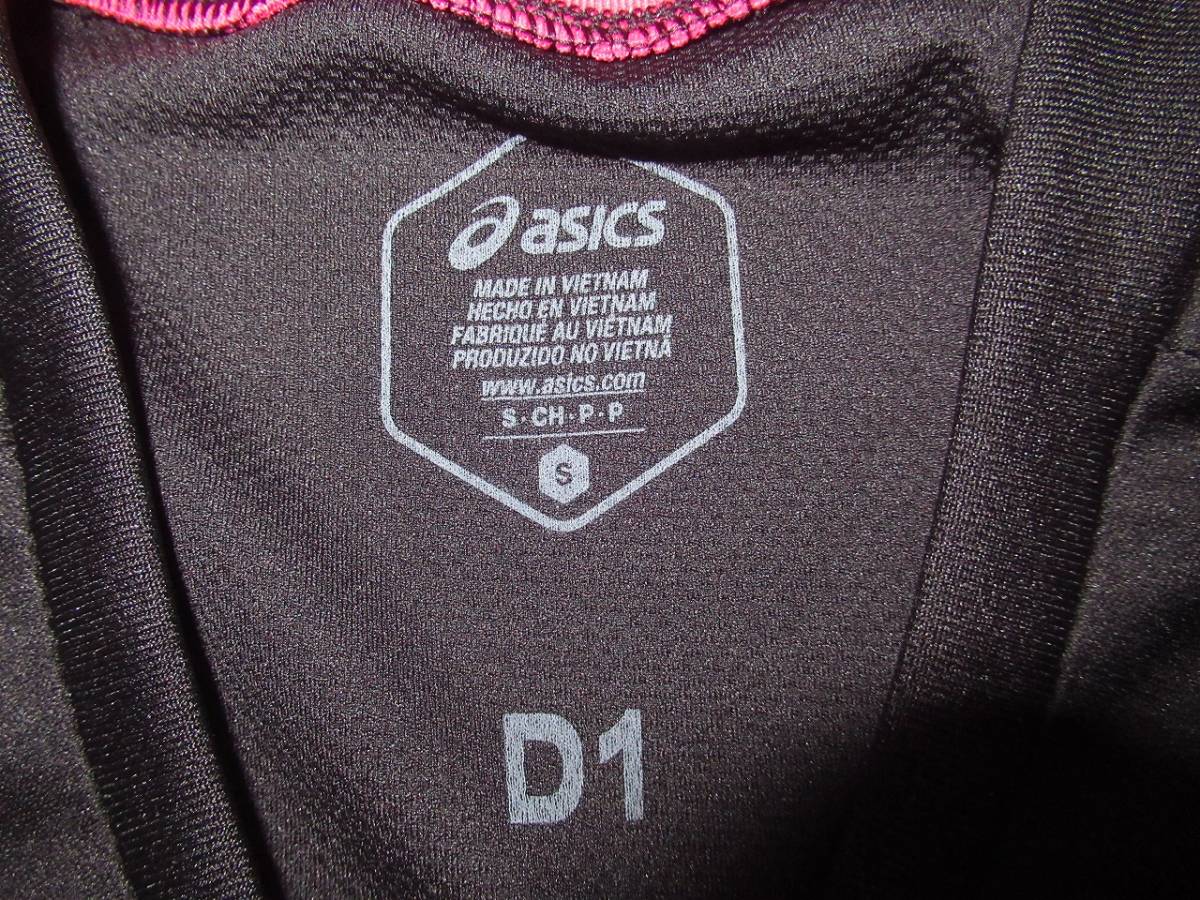 asics
MADE IN VIETNAM
HECHO EN VIETNAM
FABRIQUÉ AU VIETNAM
PRODUZIDO NO VIETNÃ
www.asics.com
S · CH · P · P
S
D1